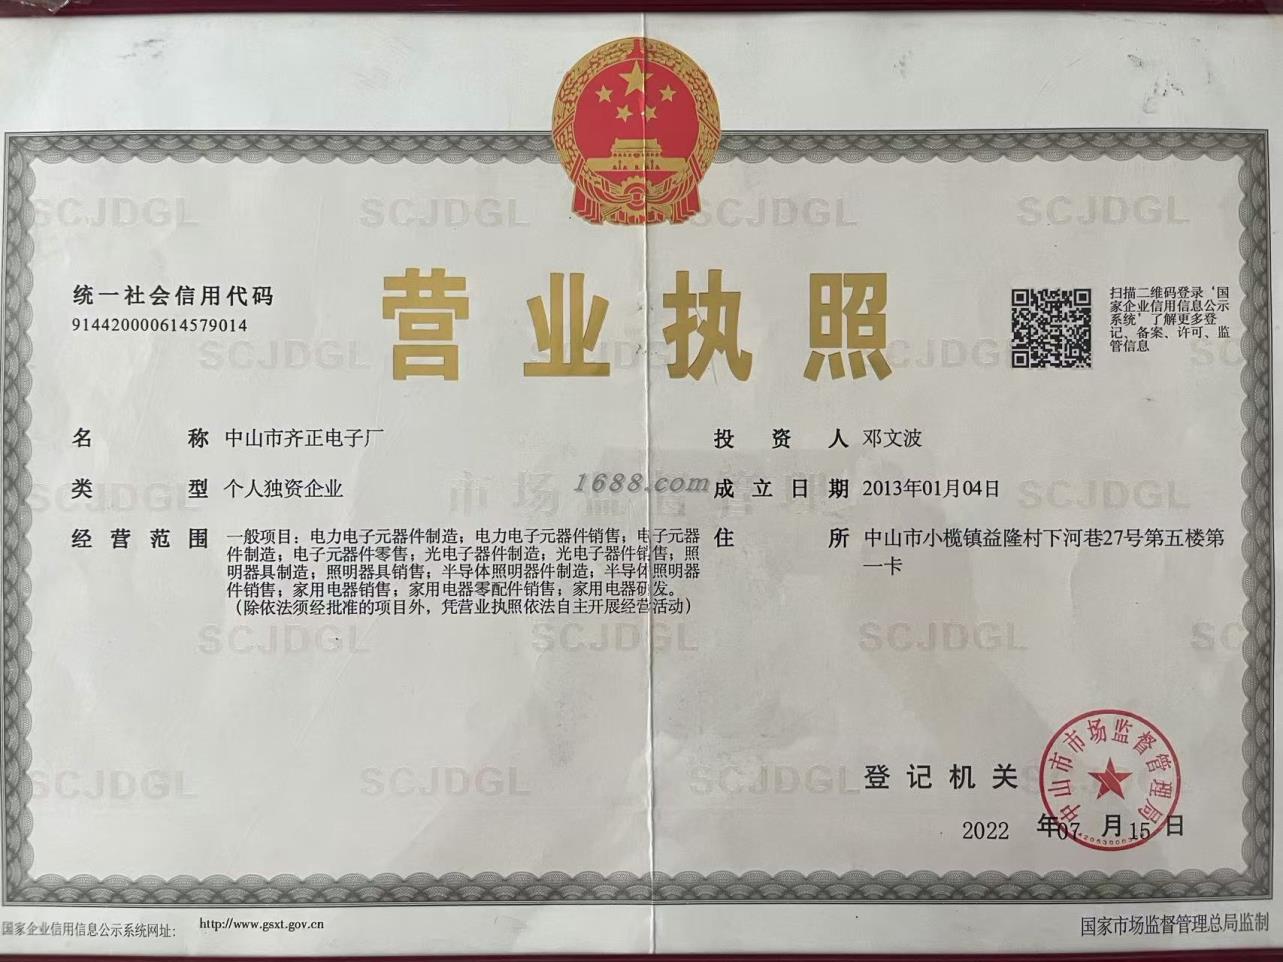 营业执照
统一社会信用代码
914420000614579014
扫描二维码登录‘国
家企业信用信息公示
系统’了解更多登
记、备案、许可、监
管信息
名称 中山市齐正电子厂
类型 个人独资企业
经营范围 一般项目：电力电子元器件制造；电力电子元器件销售；电子元器
件制造；电子元器件零售；光电子器件制造；光电子器件销售；照
明器具制造；照明器具销售；半导体照明器件制造；半导体照明器
件销售；家用电器销售；家用电器零配件销售；家用电器研发。
（除依法须经批准的项目外，凭营业执照依法自主开展经营活动）
投资人 邓文波
成立日期 2013年01月04日
住所 中山市小榄镇益隆村下河巷27号第五楼第
一卡
1688.com
市场监督管理
SCJDGL SCJDGL SCJDGL SCJDGL
登记机关
中山市市场监督管理局
2022 年07 月15 日
国家企业信用信息公示系统网址： http://www.gsxt.gov.cn
国家市场监督管理总局监制